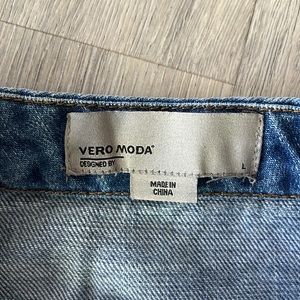 VERO MODA®
DESIGNED BY
L
MADE IN
CHINA